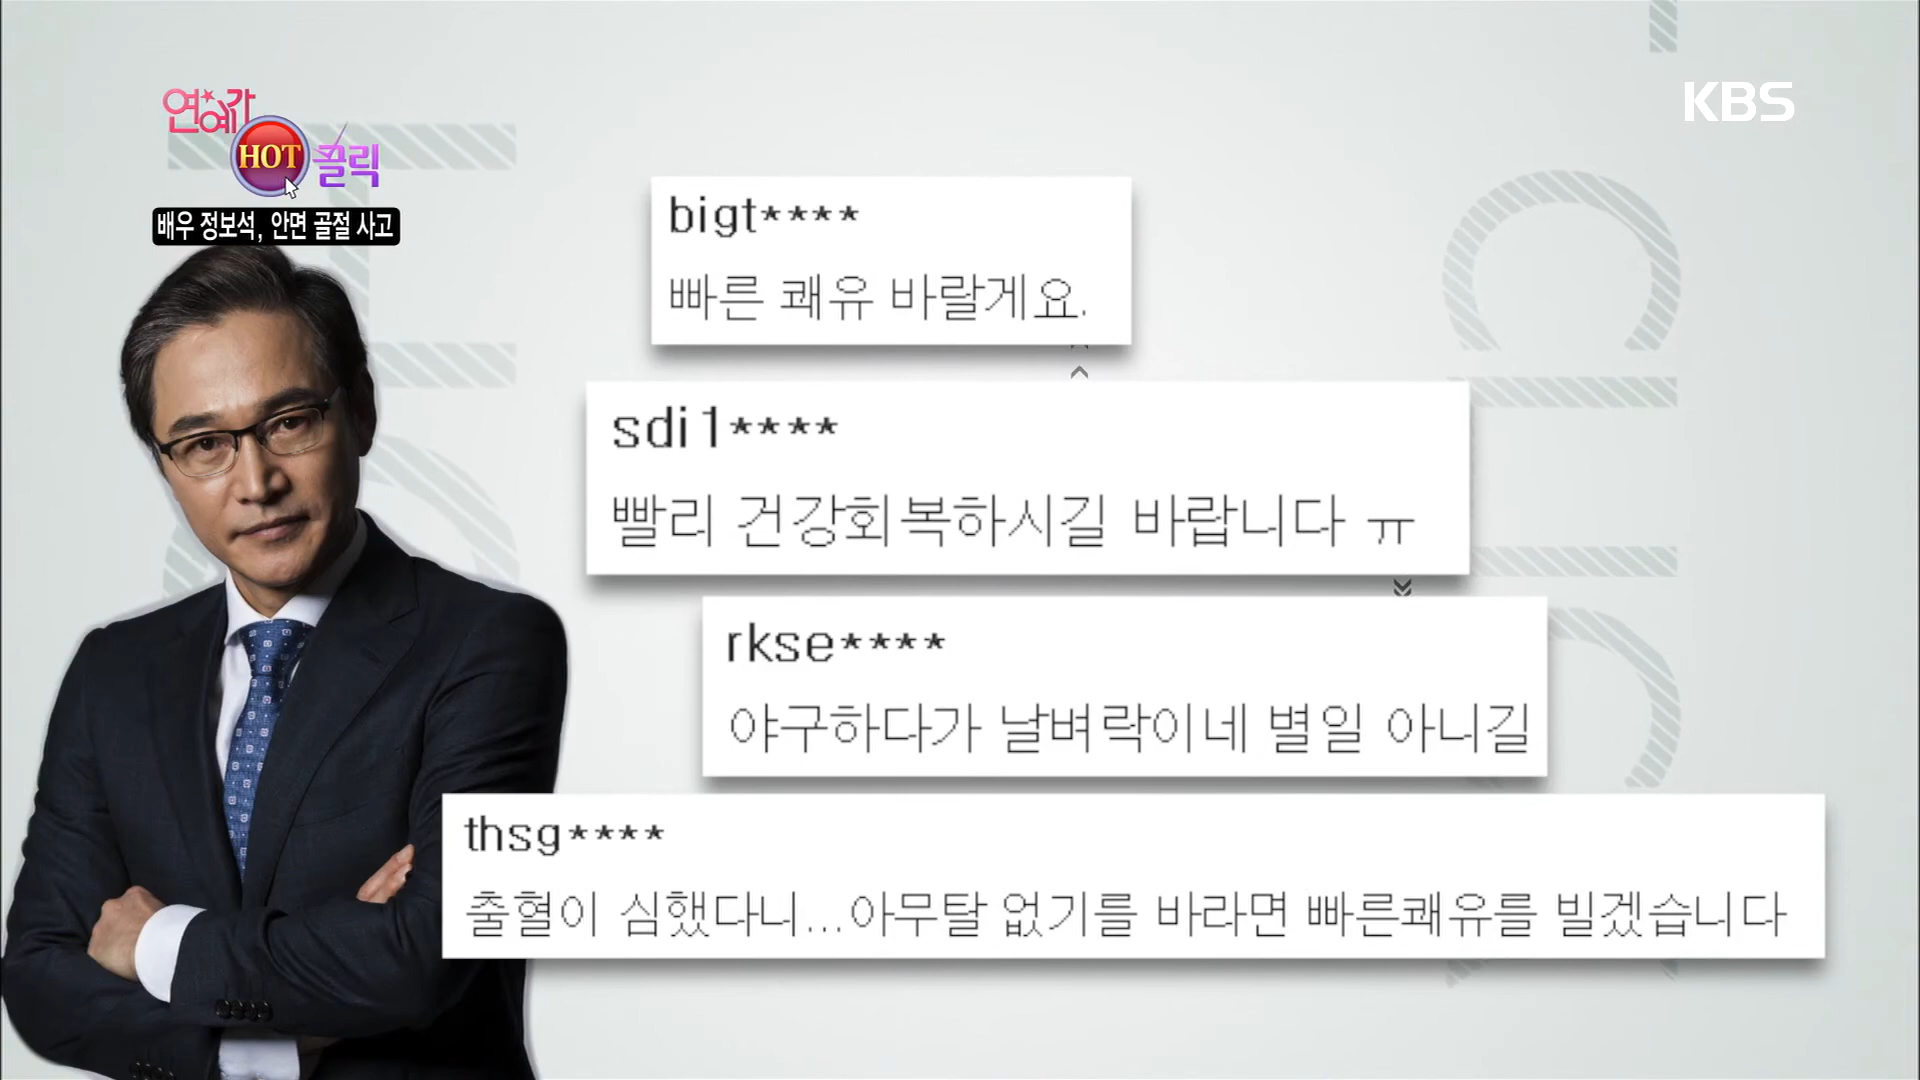 연예가
HOT 클릭
KBS
배우 정보석, 안면 골절 사고
bigt****
빠른 쾌유 바랄게요.
sdi1****
빨리 건강회복하시길 바랍니다 ㅠ
rkse****
야구하다가 날벼락이네 별일 아니길
thsg****
출혈이 심했다니...아무탈 없기를 바라면 빠른쾌유를 빌겠습니다